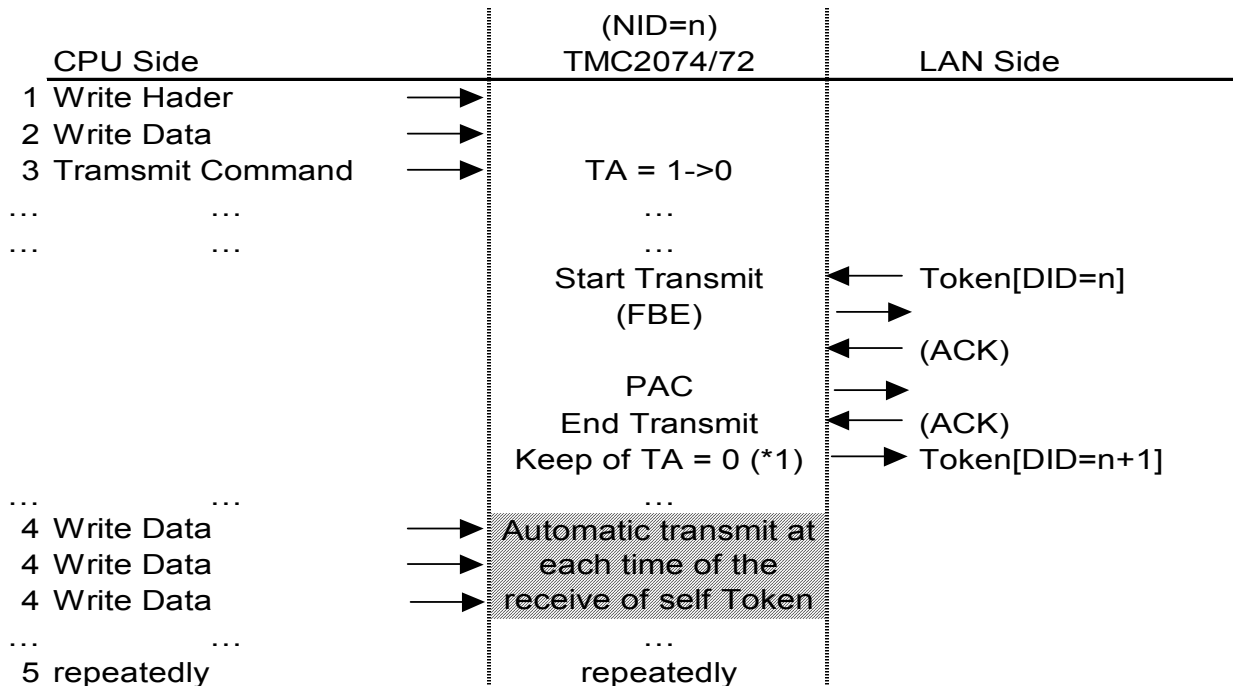 (NID=n)
CPU Side TMC2074/72 LAN Side
1 Write Hader
2 Write Data
3 Tramsmit Command TA = 1->0
... ... ...
... ... ...
Start Transmit Token[DID=n]
(FBE)
(ACK)
PAC
End Transmit (ACK)
Keep of TA = 0 (*1) Token[DID=n+1]
... ... ...
4 Write Data Automatic transmit at
4 Write Data each time of the
4 Write Data receive of self Token
... ... ...
5 repeatedly repeatedly